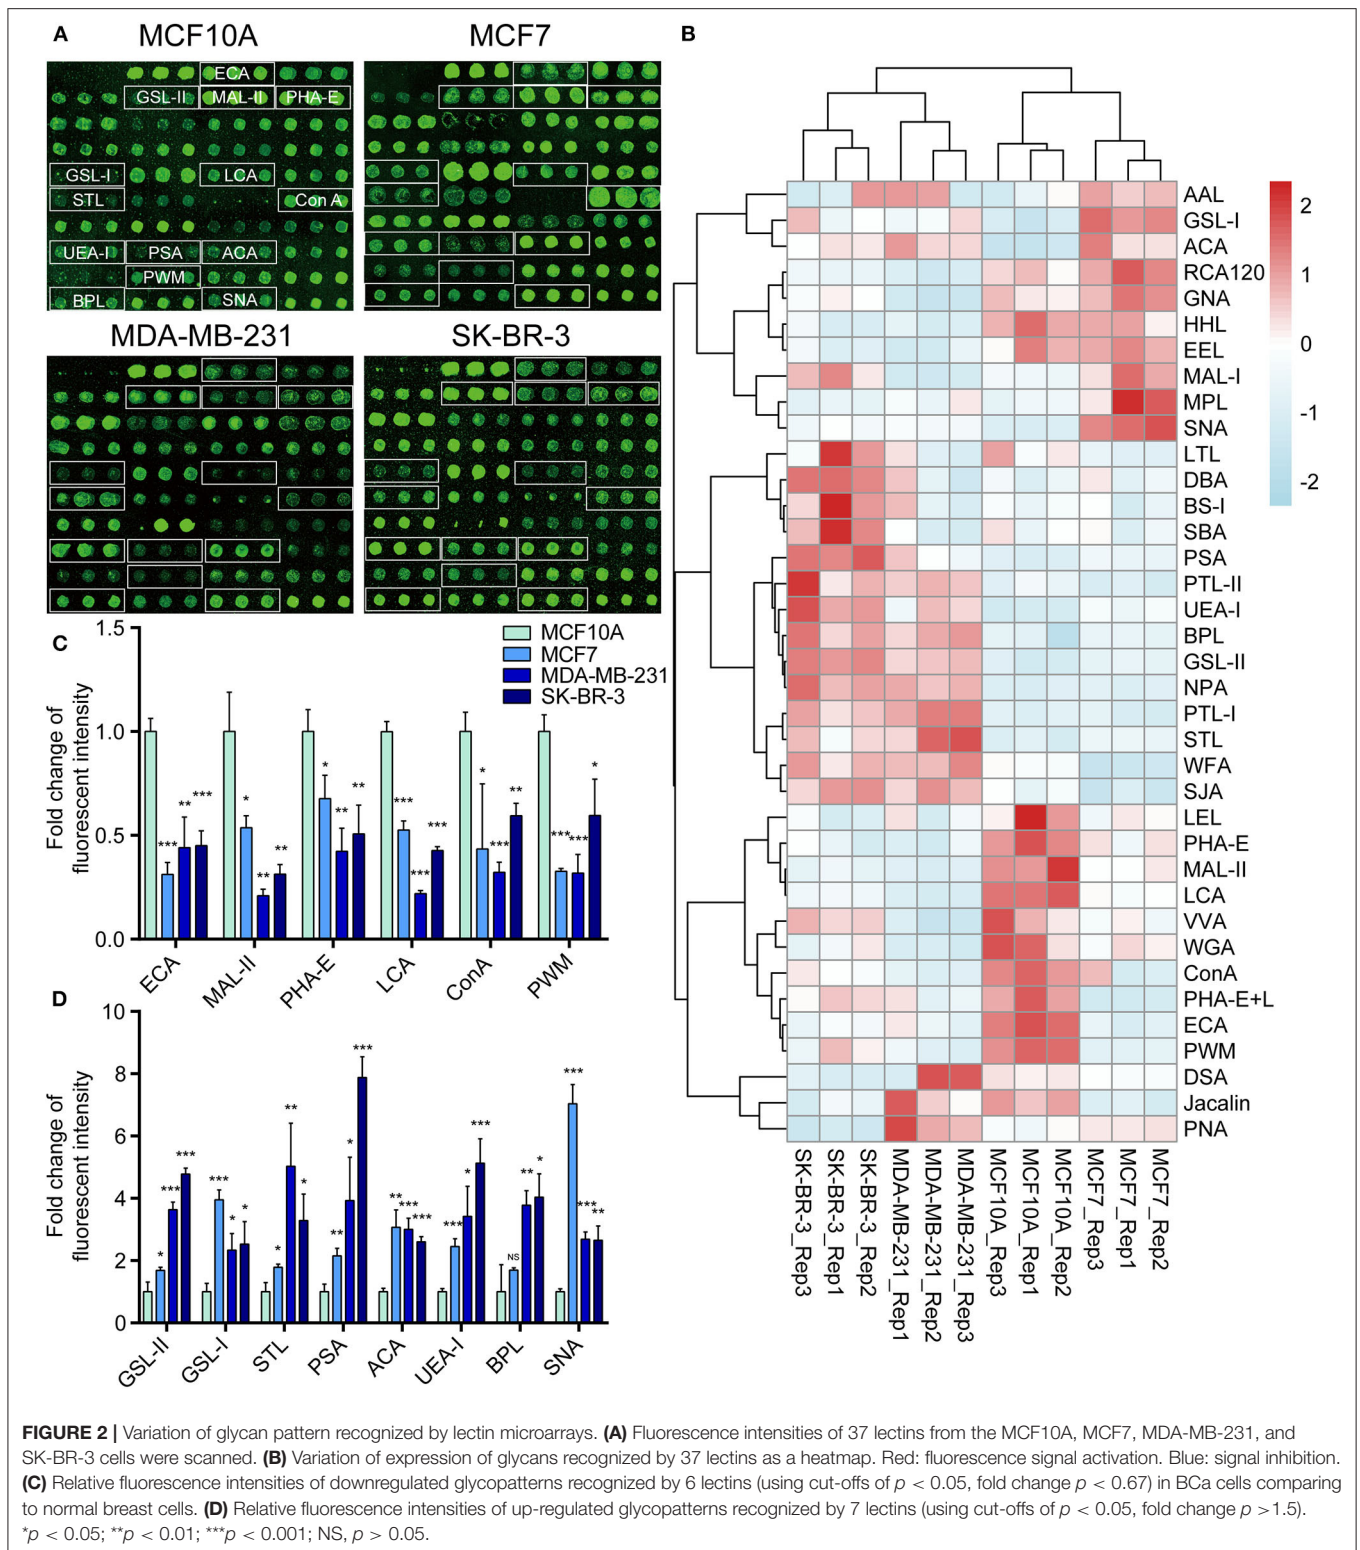 A
MCF10A
MCF7
ECA
GSL-II MAL-II PHA-E
GSL-I LCA
STL Con A
UEA-I PSA ACA
PWM
BPL SNA
MDA-MB-231
SK-BR-3
B
AAL
GSL-I
ACA
RCA120
GNA
HHL
EEL
MAL-I
MPL
SNA
LTL
DBA
BS-I
SBA
PSA
PTL-II
UEA-I
BPL
GSL-II
NPA
PTL-I
STL
WFA
SJA
LEL
PHA-E
MAL-II
LCA
VVA
WGA
ConA
PHA-E+L
ECA
PWM
DSA
Jacalin
PNA
2
1
0
-1
-2
SK-BR-3_Rep3
SK-BR-3_Rep1
SK-BR-3_Rep2
MDA-MB-231_Rep1
MDA-MB-231_Rep2
MDA-MB-231_Rep3
MCF10A_Rep3
MCF10A_Rep1
MCF10A_Rep2
MCF7_Rep3
MCF7_Rep1
MCF7_Rep2
C
MCF10A
MCF7
MDA-MB-231
SK-BR-3
Fold change of
fluorescent intensity
1.5
1.0
0.5
0.0
*** ** ***
* ** **
* ** **
*** *** ***
* *** **
*** *** *
ECA
MAL-II
PHA-E
LCA
ConA
PWM
D
Fold change of
fluorescent intensity
10
8
6
4
2
0
* *** ***
*** * *
* ** *
** * ***
** *** ***
*** * ***
NS ** *
*** *** **
GSL-II
GSL-I
STL
PSA
ACA
UEA-I
BPL
SNA
FIGURE 2 | Variation of glycan pattern recognized by lectin microarrays. (A) Fluorescence intensities of 37 lectins from the MCF10A, MCF7, MDA-MB-231, and
SK-BR-3 cells were scanned. (B) Variation of expression of glycans recognized by 37 lectins as a heatmap. Red: fluorescence signal activation. Blue: signal inhibition.
(C) Relative fluorescence intensities of downregulated glycopatterns recognized by 6 lectins (using cut-offs of p < 0.05, fold change p < 0.67) in BCa cells comparing
to normal breast cells. (D) Relative fluorescence intensities of up-regulated glycopatterns recognized by 7 lectins (using cut-offs of p < 0.05, fold change p >1.5).
*p < 0.05; **p < 0.01; ***p < 0.001; NS, p > 0.05.